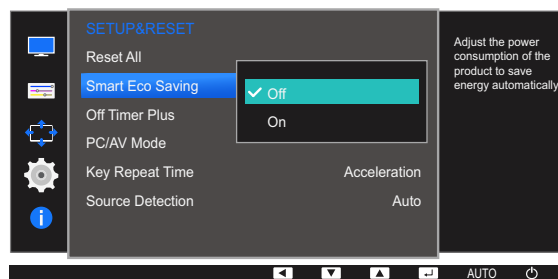 SETUP&RESET
Reset All
Smart Eco Saving
Off
Off Timer Plus
On
PC/AV Mode
Key Repeat Time Acceleration
Source Detection Auto
Adjust the power
consumption of the
product to save
energy automatically
AUTO